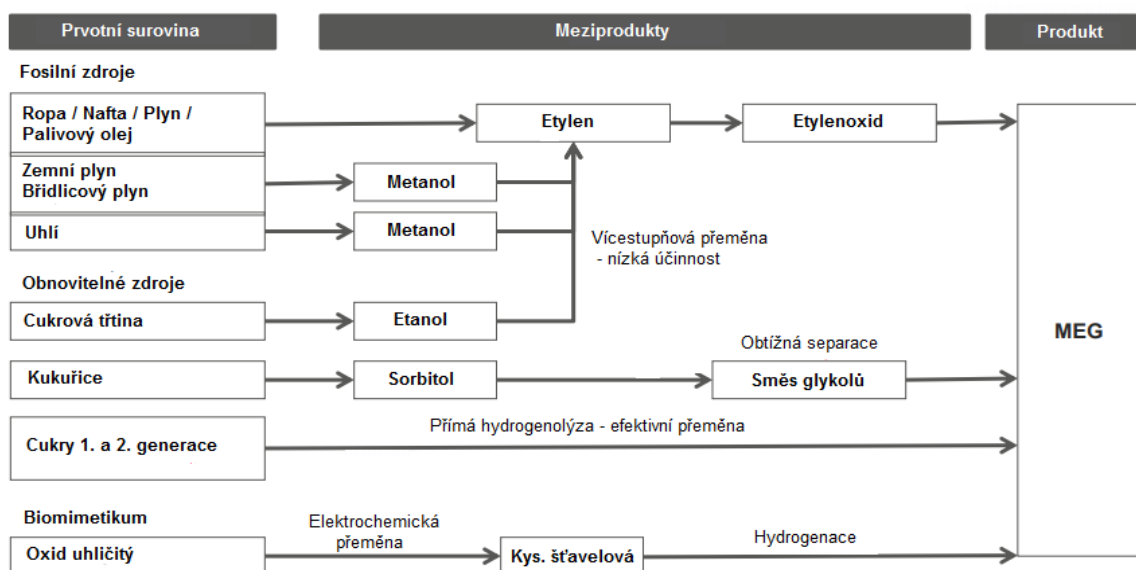 Prvotní surovina
Meziprodukty
Produkt
Fosilní zdroje
Ropa / Nafta / Plyn /
Palivový olej
Etylen
Etylenoxid
Zemní plyn
Břidlicový plyn
Metanol
Uhlí
Metanol
Vícestupňová přeměna
- nízká účinnost
Obnovitelné zdroje
Cukrová třtina
Etanol
MEG
Obtížná separace
Kukuřice
Sorbitol
Směs glykolů
Přímá hydrogenolýza - efektivní přeměna
Cukry 1. a 2. generace
Biomimetikum
Elektrochemická
přeměna
Hydrogenace
Oxid uhličitý
Kys. šťavelová